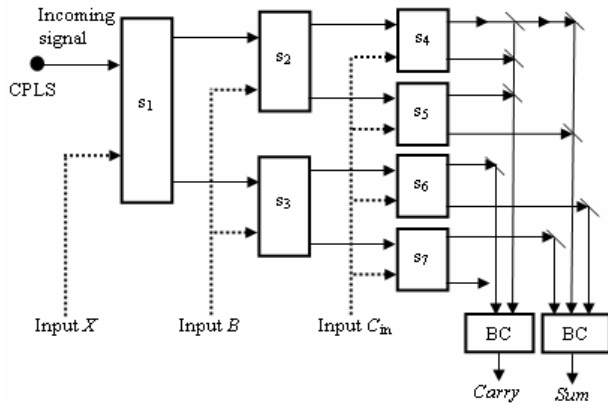 Incoming
signal
CPLS
s1
s2
s3
s4
s5
s6
s7
Input X
Input B
Input Cin
BC
BC
Carry
Sum